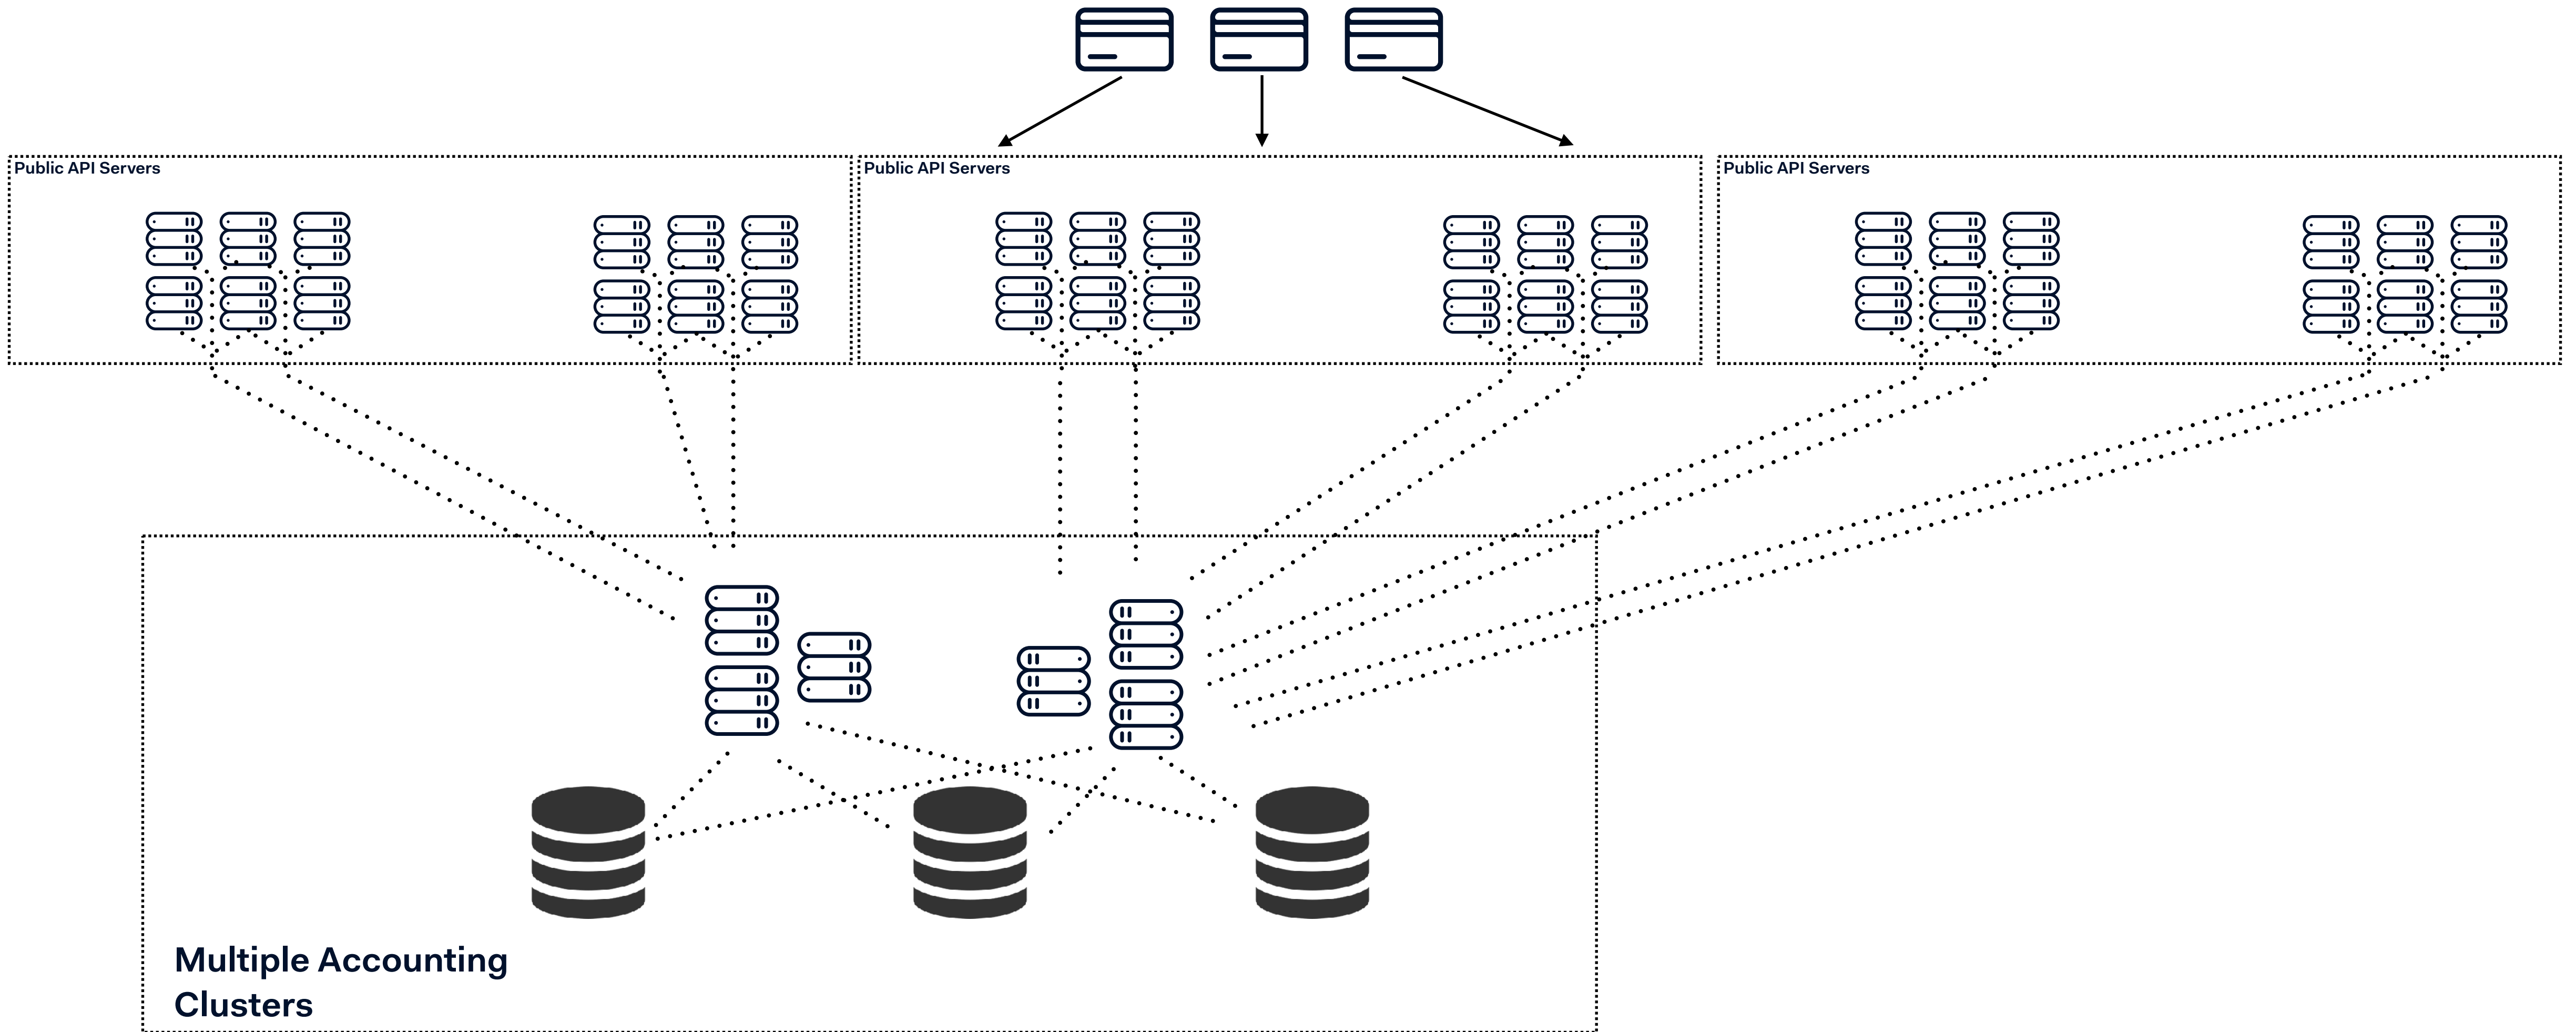 Public API Servers
Public API Servers
Public API Servers
Multiple Accounting
Clusters